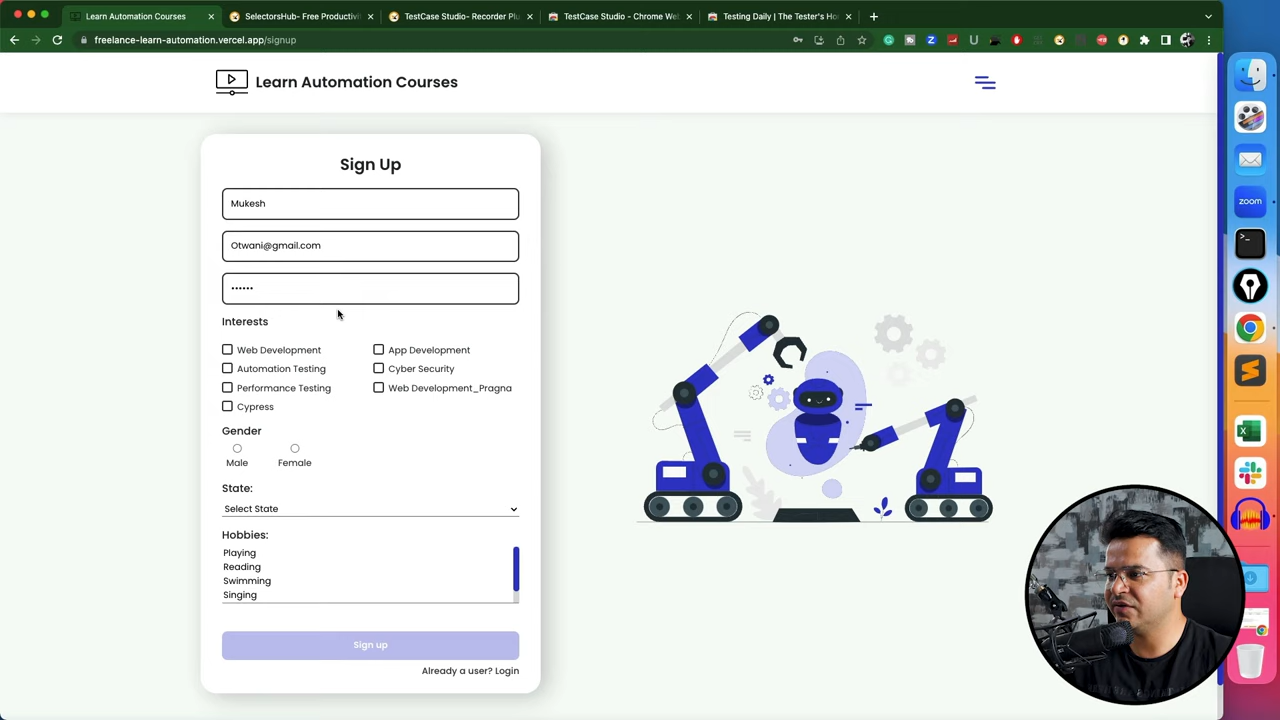 Learn Automation Courses
SelectorsHub- Free Productivi
TestCase Studio- Recorder Plu
TestCase Studio - Chrome Web
Testing Daily | The Tester's Ho
freelance-learn-automation.vercel.app/signup
Learn Automation Courses
Sign Up
Mukesh
Otwani@gmail.com
••••••
Interests
Web Development
App Development
Automation Testing
Cyber Security
Performance Testing
Web Development_Pragna
Cypress
Gender
Male
Female
State:
Select State
Hobbies:
Playing
Reading
Swimming
Singing
Sign up
Already a user? Login
zoom